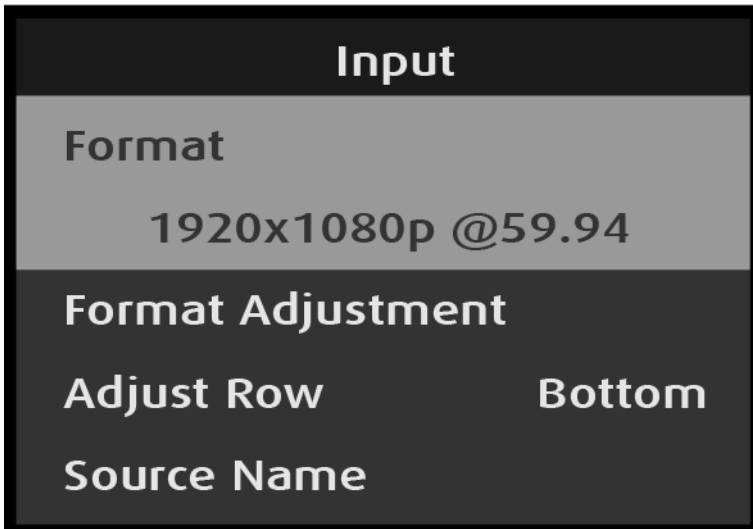 Input
Format
1920x1080p @59.94
Format Adjustment
Adjust Row Bottom
Source Name